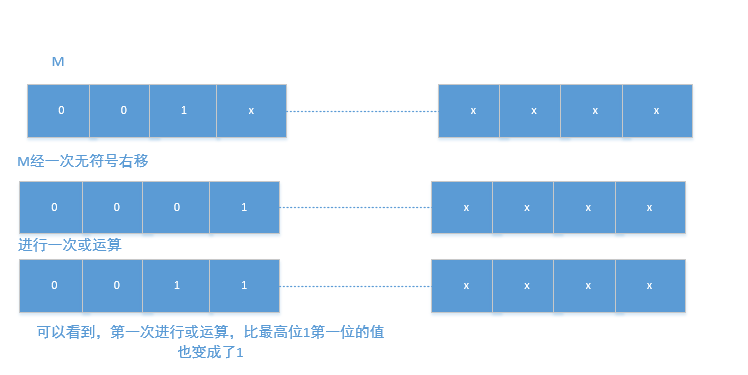 M
0 0 1 x x x x x
M经一次无符号右移
0 0 0 1 x x x x
进行一次或运算
0 0 1 1 x x x x
可以看到，第一次进行或运算，比最高位1第一位的值
也变成了1